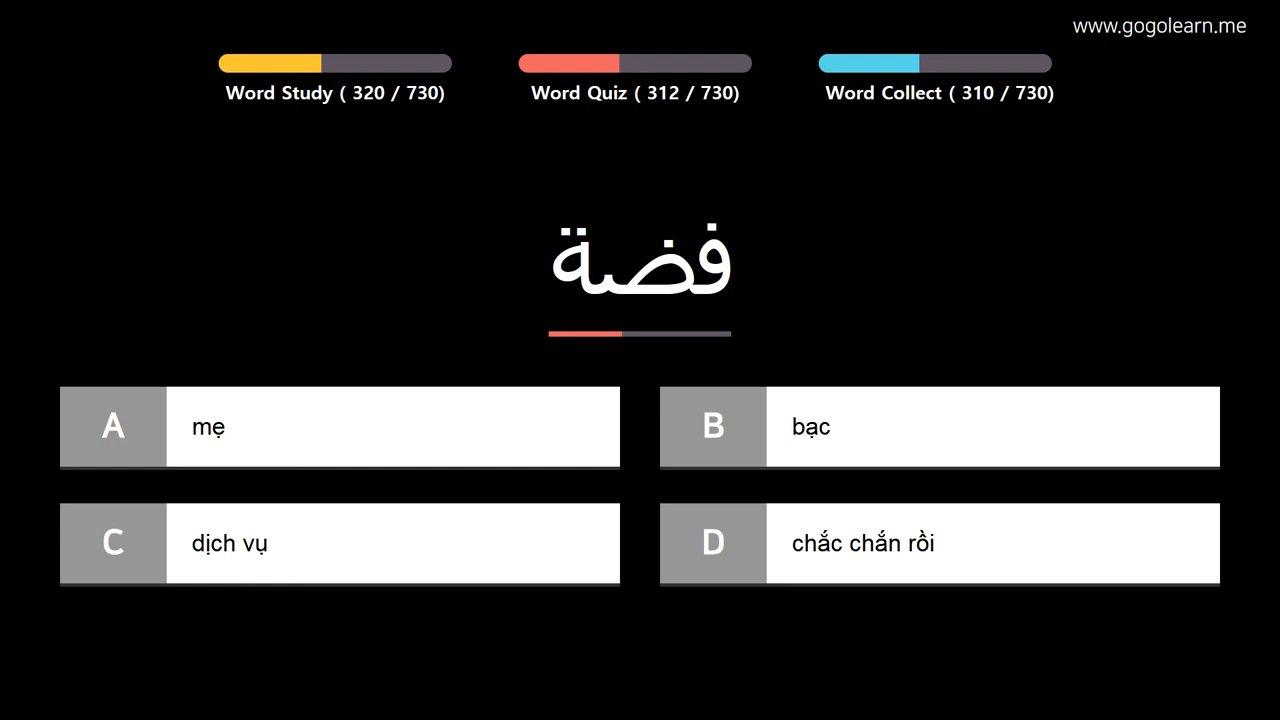 www.gogolearn.me
Word Study ( 320 / 730)
Word Quiz ( 312 / 730)
Word Collect ( 310 / 730)
فضة
A
mẹ
B
bạc
C
dịch vụ
D
chắc chắn rồi